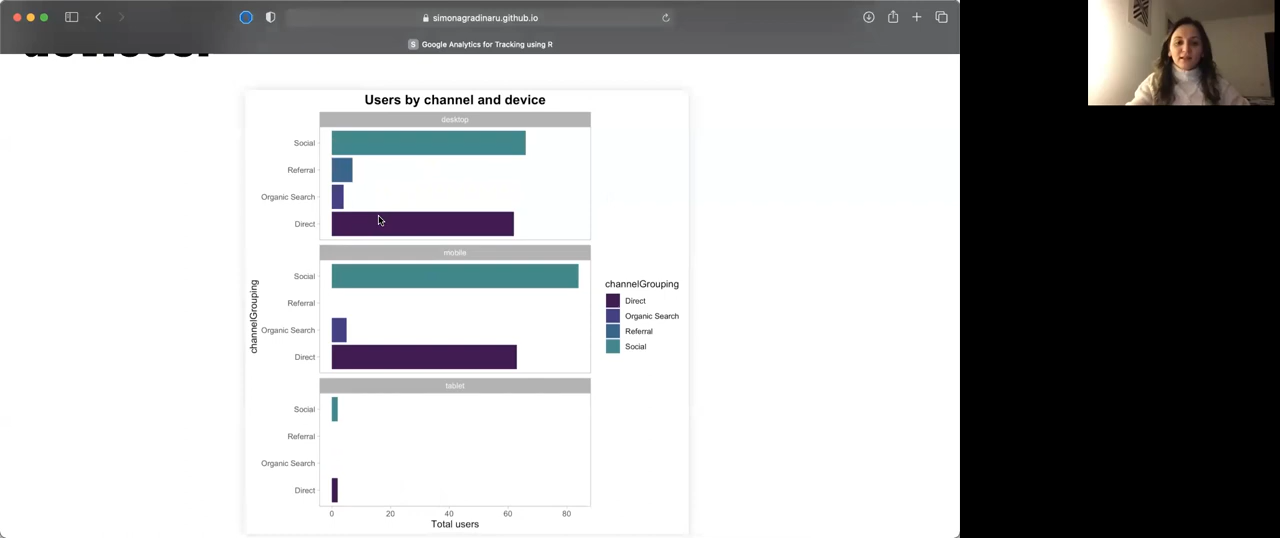 simonagradinaru.github.io
Google Analytics for Tracking using R
Users by channel and device
desktop
Social
Referral
Organic Search
Direct
mobile
Social
Referral
Organic Search
Direct
tablet
Social
Referral
Organic Search
Direct
0 20 40 60 80
Total users
channelGrouping
channelGrouping
Direct
Organic Search
Referral
Social